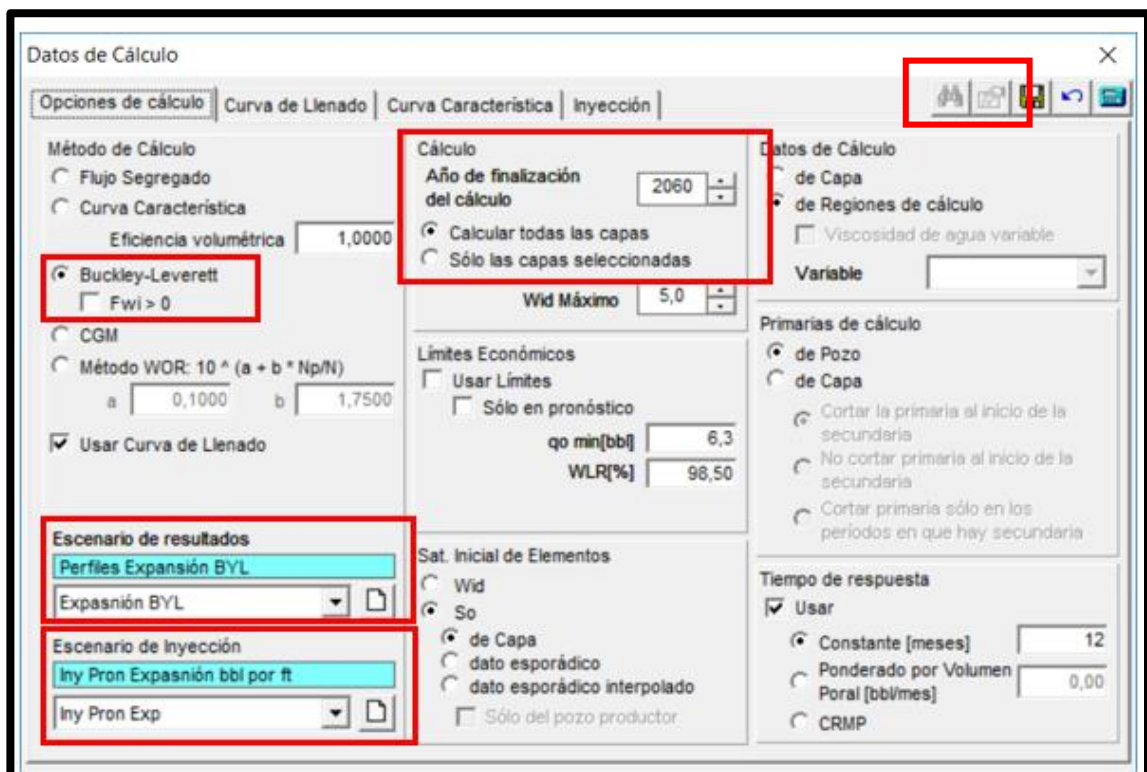 Datos de Cálculo
Opciones de cálculo
Curva de Llenado
Curva Característica
Inyección
Método de Cálculo
Flujo Segregado
Curva Característica
Eficiencia volumétrica 1,0000
Buckley-Leverett
Fwi > 0
CGM
Método WOR: 10 ^ (a + b * Np/N)
a 0,1000 b 1,7500
Usar Curva de Llenado
Escenario de resultados
Perfiles Expansión BYL
Expasnión BYL
Escenario de Inyección
Iny Pron Expasnión bbl por ft
Iny Pron Exp
Cálculo
Año de finalización
del cálculo 2060
Calcular todas las capas
Sólo las capas seleccionadas
Wid Máximo 5,0
Límites Económicos
Usar Límites
Sólo en pronóstico
qo min[bbl] 6,3
WLR[%] 98,50
Sat. Inicial de Elementos
Wid
So
de Capa
dato esporádico
dato esporádico interpolado
Sólo del pozo productor
Datos de Cálculo
de Capa
de Regiones de cálculo
Viscosidad de agua variable
Variable
Primarias de cálculo
de Pozo
de Capa
Cortar la primaria al inicio de la
secundaria
No cortar primaria al inicio de la
secundaria
Cortar primaria sólo en los
períodos en que hay secundaria
Tiempo de respuesta
Usar
Constante [meses] 12
Ponderado por Volumen
Poral [bbl/mes] 0,00
CRMP